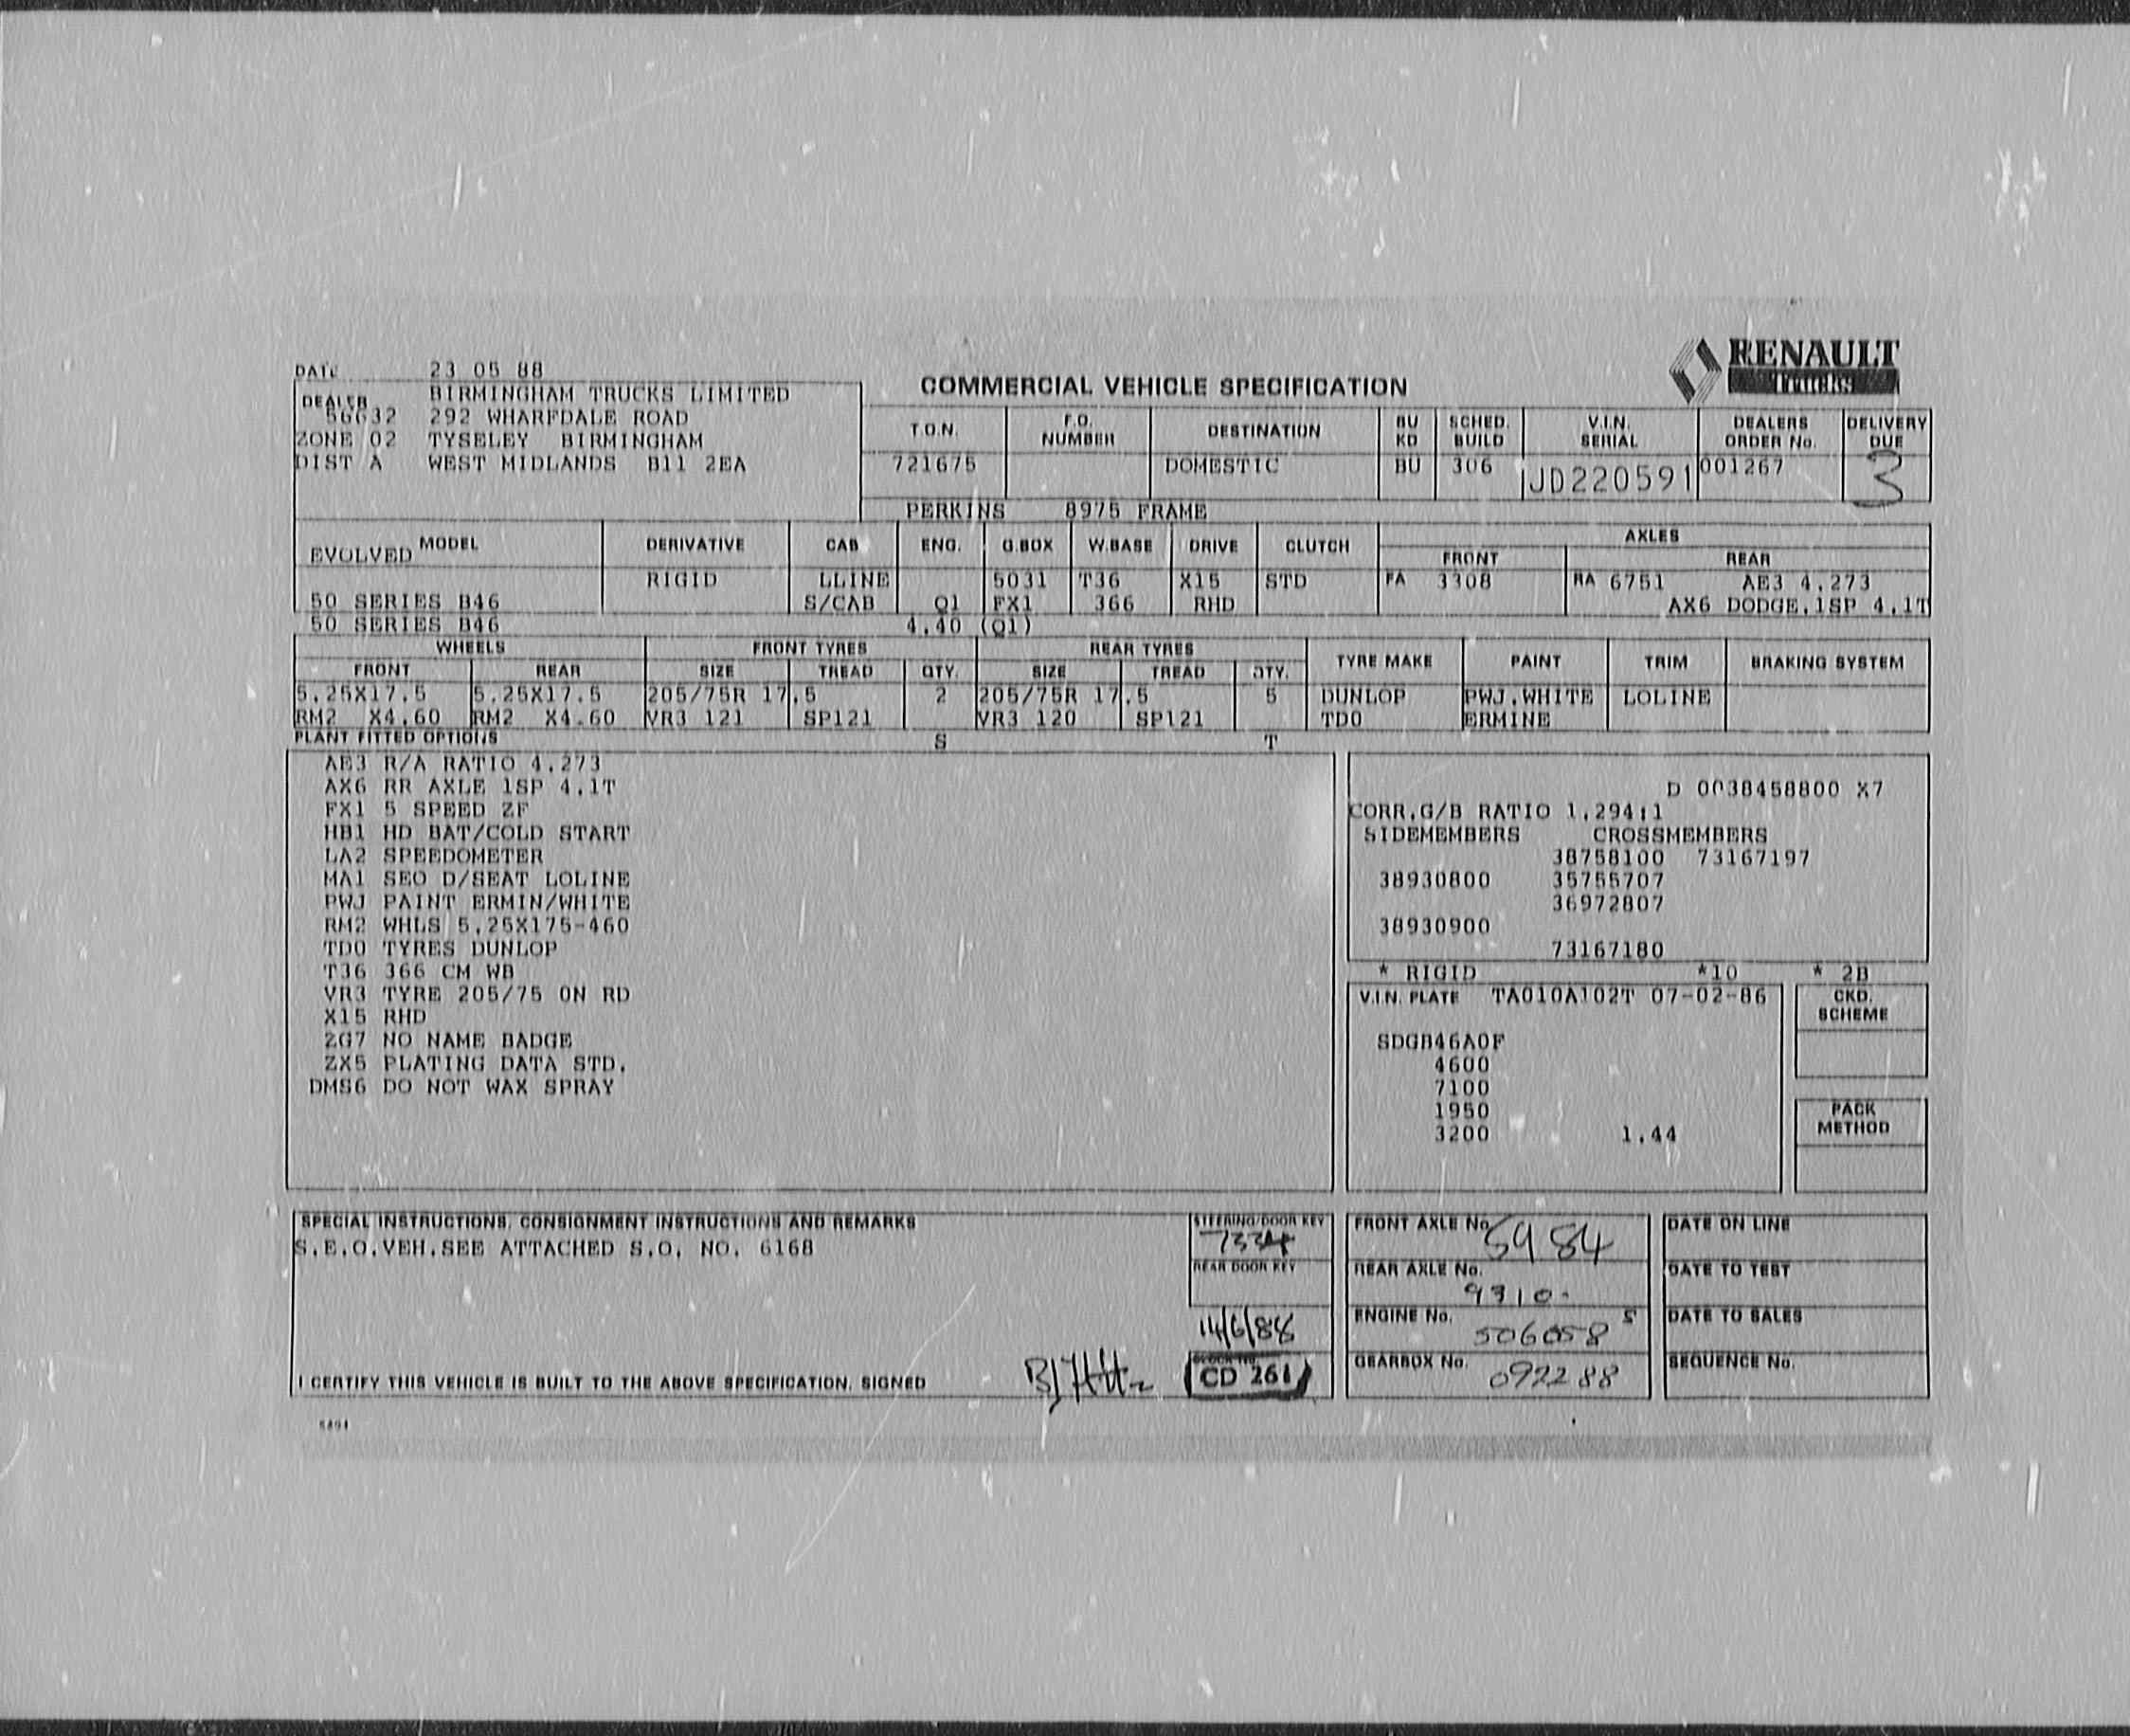 RENAULT
Trucks
DATE 23 05 88
COMMERCIAL VEHICLE SPECIFICATION
DEALER BIRMINGHAM TRUCKS LIMITED
56632 292 WHARFDALE ROAD
ZONE 02 TYSELEY BIRMINGHAM
DIST A WEST MIDLANDS B11 2EA
T.O.N. F.O. NUMBER DESTINATION BU KD SCHED. BUILD V.I.N. SERIAL DEALERS ORDER No. DELIVERY DUE
721675 DOMESTIC BU 306 JD220591 001267 3
PERKINS 8975 FRAME
EVOLVED MODEL DERIVATIVE CAB ENG. G.BOX W.BASE DRIVE CLUTCH AXLES
FRONT REAR
RIGID LLINE 5031 T36 X15 STD FA 3308 RA 6751 AE3 4.273
50 SERIES B46 S/CAB Q1 FX1 366 RHD AX6 DODGE.1SP 4.1T
50 SERIES B46 4.40 (Q1)
WHEELS FRONT TYRES REAR TYRES TYRE MAKE PAINT TRIM BRAKING SYSTEM
FRONT REAR SIZE TREAD QTY. SIZE TREAD QTY.
5.25X17.5 5.25X17.5 205/75R 17.5 2 205/75R 17.5 5 DUNLOP PWJ.WHITE LOLINE
RM2 X4.60 RM2 X4.60 VR3 121 SP121 VR3 120 SP121 TDO ERMINE
PLANT FITTED OPTIONS S T
AE3 R/A RATIO 4.273
AX6 RR AXLE 1SP 4.1T
FX1 5 SPEED ZF
HB1 HD BAT/COLD START
LA2 SPEEDOMETER
MA1 SEO D/SEAT LOLINE
PWJ PAINT ERMIN/WHITE
RM2 WHLS 5.25X175-460
TDO TYRES DUNLOP
T36 366 CM WB
VR3 TYRE 205/75 ON RD
X15 RHD
ZG7 NO NAME BADGE
ZX5 PLATING DATA STD.
DMS6 DO NOT WAX SPRAY
D 0038458800 X7
CORR.G/B RATIO 1.294:1
SIDEMEMBERS CROSSMEMBERS
38758100 73167197
38930800 35755707
36972807
38930900
73167180
* RIGID *10 * 2B
V.I.N. PLATE TA010A102T 07-02-86
SDGB46A0F
4600
7100
1950
3200 1.44
CKD. SCHEME
PACK METHOD
SPECIAL INSTRUCTIONS, CONSIGNMENT INSTRUCTIONS AND REMARKS
S.E.O.VEH.SEE ATTACHED S.O. NO. 6168
I CERTIFY THIS VEHICLE IS BUILT TO THE ABOVE SPECIFICATION. SIGNED
STEERING/DOOR KEY
REAR DOOR KEY
14/6/88
CD 261
FRONT AXLE No. 5984
REAR AXLE No. 9310
ENGINE No. 506058 S
GEARBOX No. 092288
DATE ON LINE
DATE TO TEST
DATE TO SALES
SEQUENCE No.